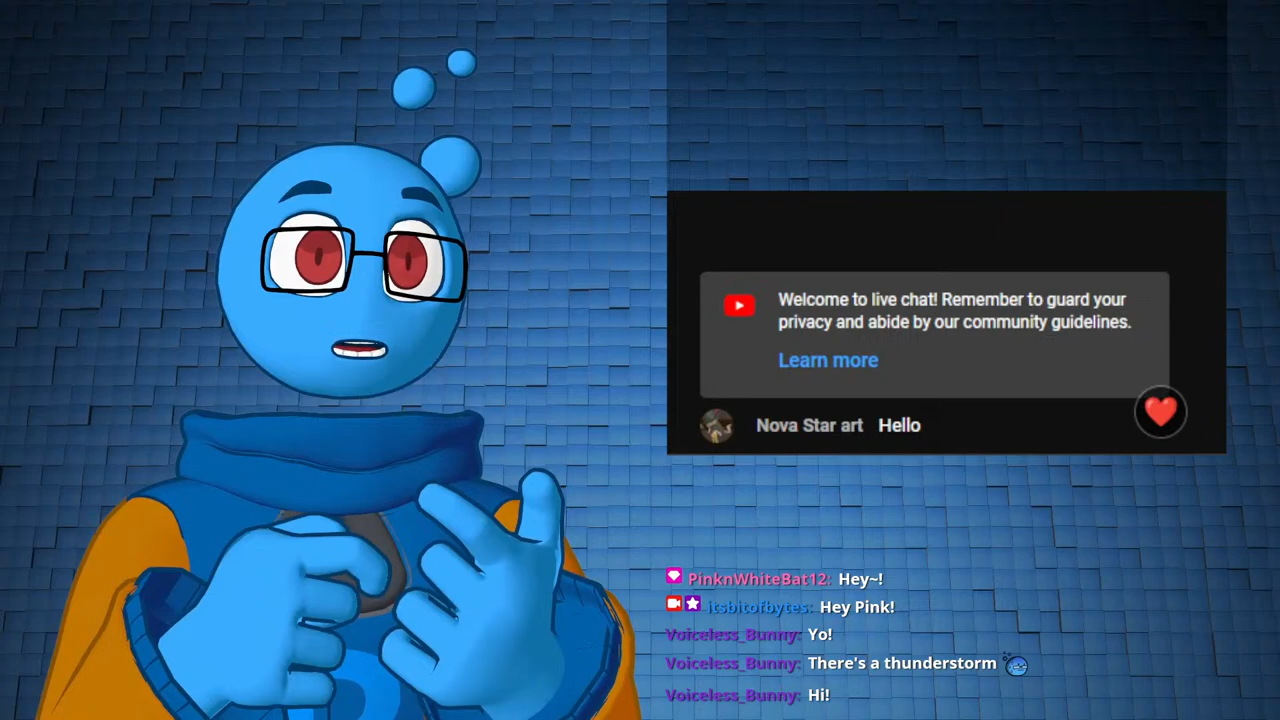 Welcome to live chat! Remember to guard your
privacy and abide by our community guidelines.
Learn more
Nova Star art Hello
PinknWhiteBat12: Hey~!
itsbitofbytes: Hey Pink!
Voiceless_Bunny: Yo!
Voiceless_Bunny: There's a thunderstorm
Voiceless_Bunny: Hi!